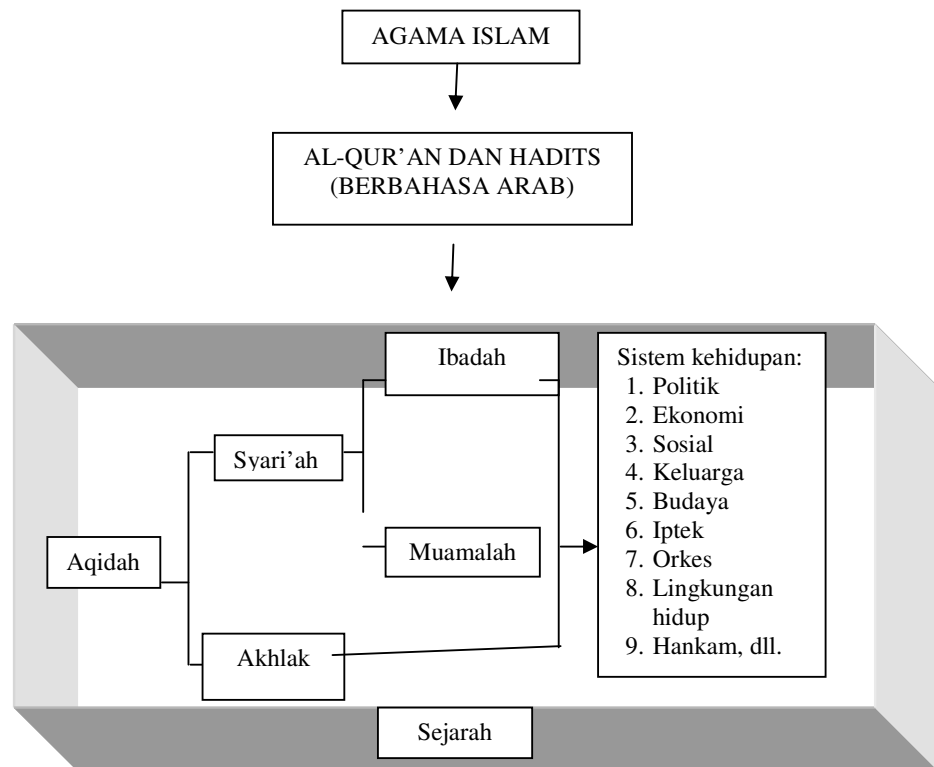 AGAMA ISLAM
AL-QUR’AN DAN HADITS
(BERBAHASA ARAB)
Ibadah
Syari’ah
Muamalah
Aqidah
Akhlak
Sistem kehidupan:
1. Politik
2. Ekonomi
3. Sosial
4. Keluarga
5. Budaya
6. Iptek
7. Orkes
8. Lingkungan
hidup
9. Hankam, dll.
Sejarah